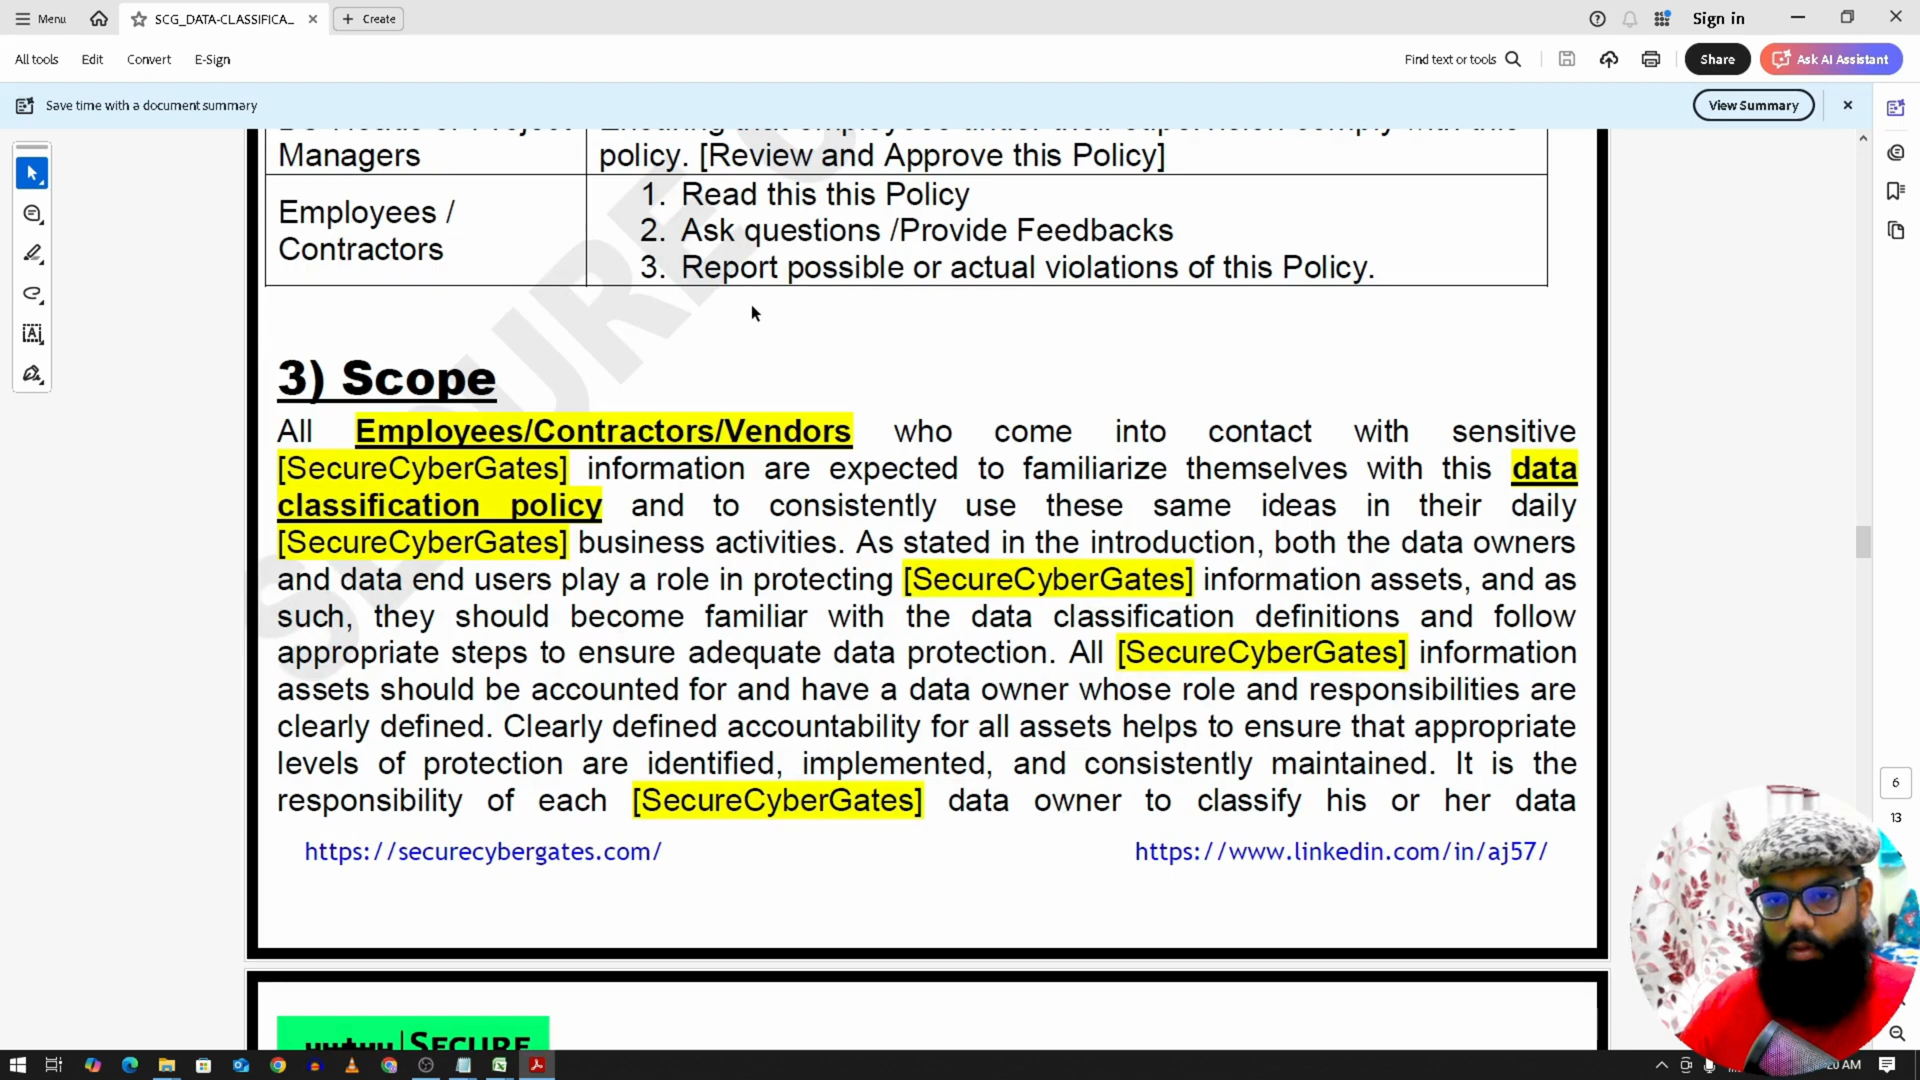 Menu
SCG_DATA-CLASSIFICA...
Create
Sign in
All tools
Edit
Convert
E-Sign
Find text or tools
Share
Ask AI Assistant
Save time with a document summary
View Summary
Managers
policy. [Review and Approve this Policy]
Employees /
Contractors
1. Read this this Policy
2. Ask questions /Provide Feedbacks
3. Report possible or actual violations of this Policy.
3) Scope
All Employees/Contractors/Vendors who come into contact with sensitive
[SecureCyberGates] information are expected to familiarize themselves with this data
classification policy and to consistently use these same ideas in their daily
[SecureCyberGates] business activities. As stated in the introduction, both the data owners
and data end users play a role in protecting [SecureCyberGates] information assets, and as
such, they should become familiar with the data classification definitions and follow
appropriate steps to ensure adequate data protection. All [SecureCyberGates] information
assets should be accounted for and have a data owner whose role and responsibilities are
clearly defined. Clearly defined accountability for all assets helps to ensure that appropriate
levels of protection are identified, implemented, and consistently maintained. It is the
responsibility of each [SecureCyberGates] data owner to classify his or her data
https://securecybergates.com/
https://www.linkedin.com/in/aj57/
6
13
SECURE
AM